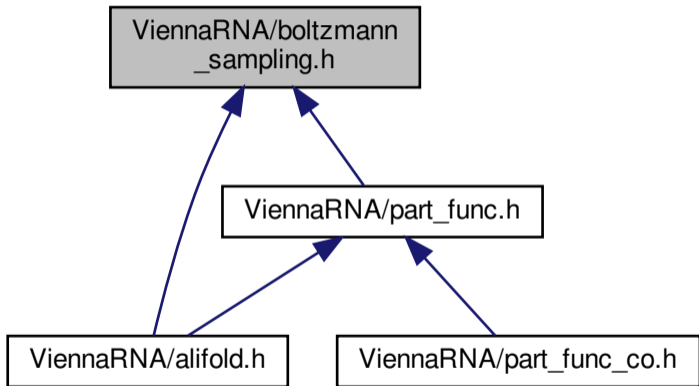 ViennaRNA/boltzmann
_sampling.h
ViennaRNA/part_func.h
ViennaRNA/alifold.h
ViennaRNA/part_func_co.h